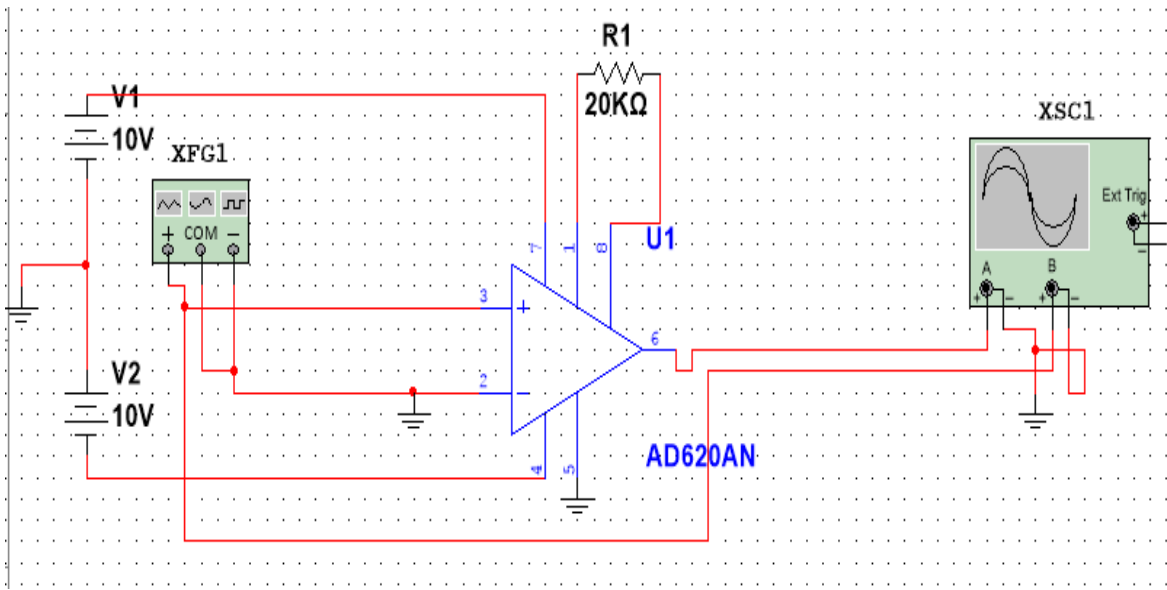 R1
20KΩ
V1
10V
XFG1
+ COM −
XSC1
Ext Trig
+
−
A
B
+ −
+ −
7
1
8
U1
3
+
6
2
−
V2
10V
4
5
AD620AN